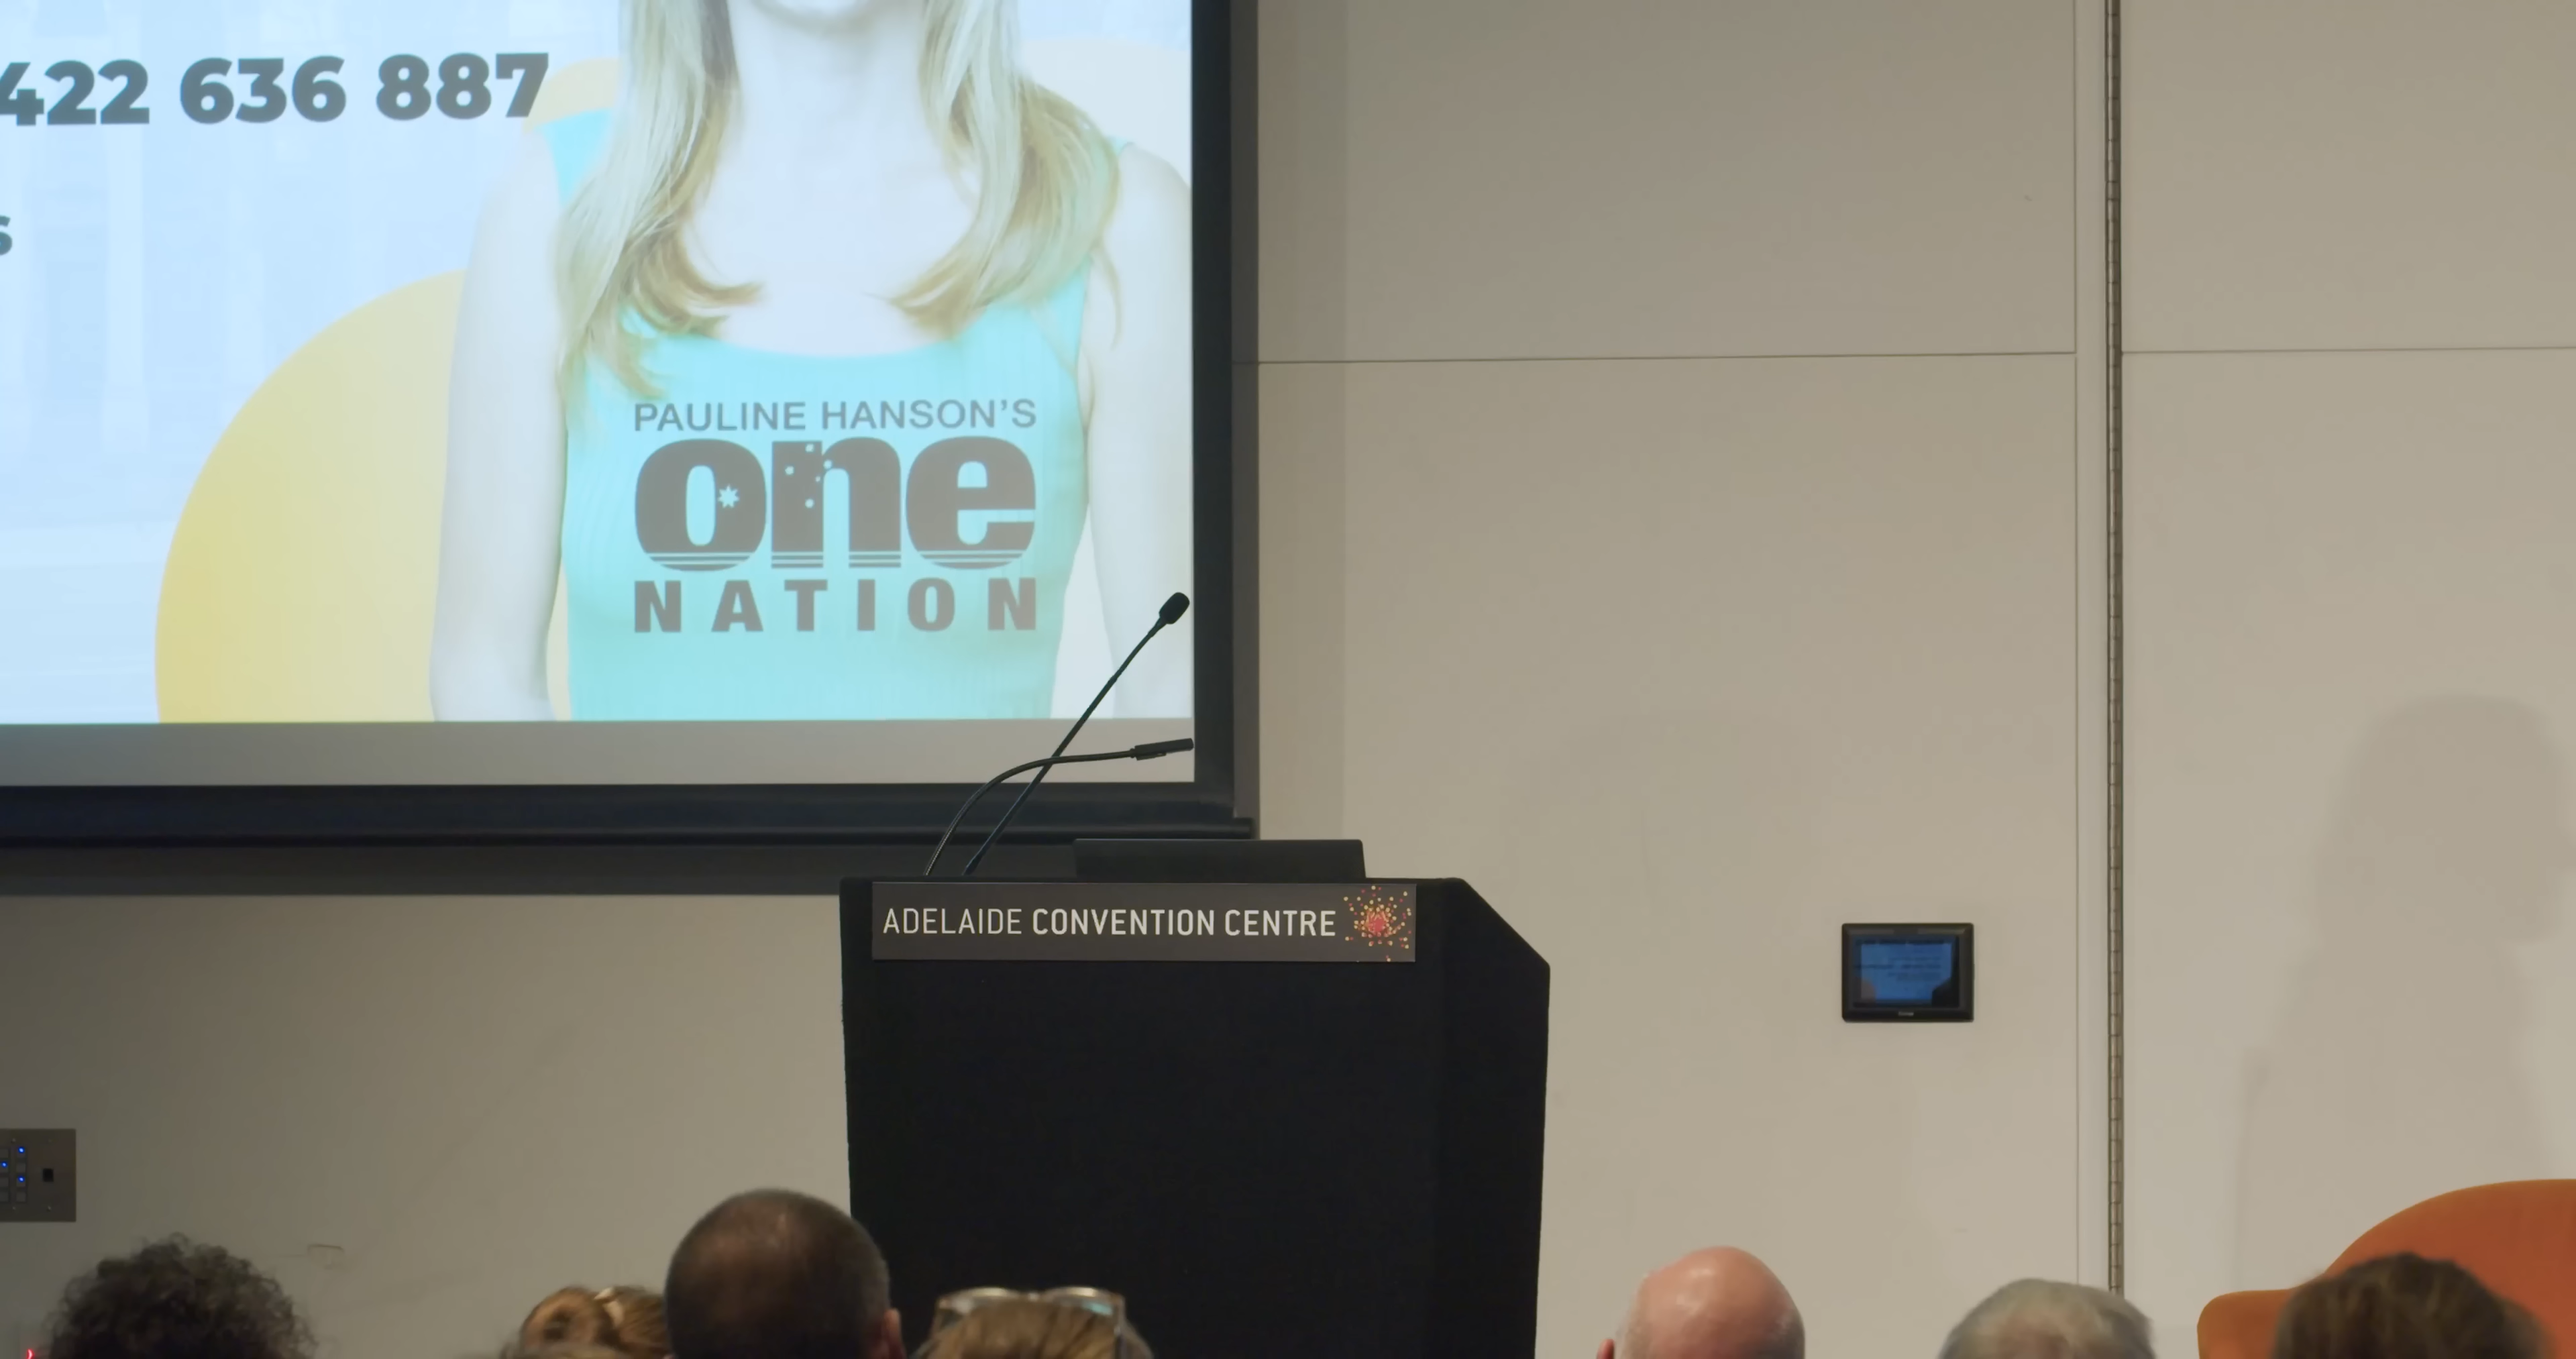 422 636 887
s
PAULINE HANSON'S
one
NATION
ADELAIDE CONVENTION CENTRE